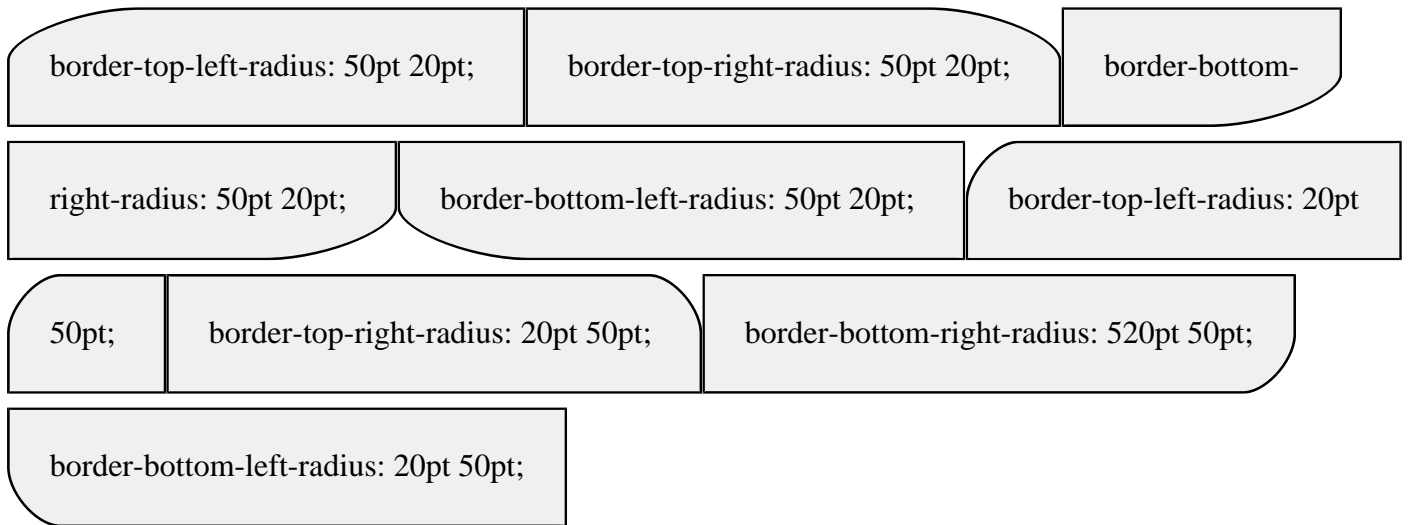 border-top-left-radius: 50pt 20pt; border-top-right-radius: 50pt 20pt; border-bottom-
right-radius: 50pt 20pt; border-bottom-left-radius: 50pt 20pt; border-top-left-radius: 20pt
50pt; border-top-right-radius: 20pt 50pt; border-bottom-right-radius: 520pt 50pt;
border-bottom-left-radius: 20pt 50pt;